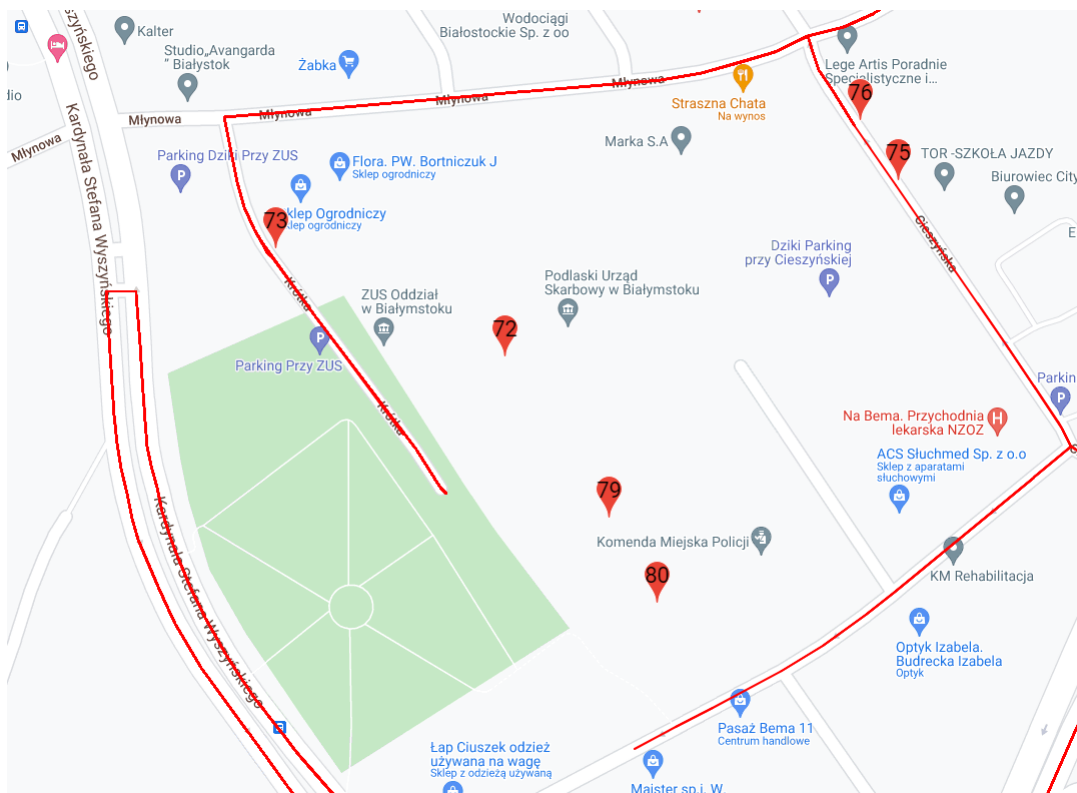 szyńskiego
Kalter
Wodociągi
Białostockie Sp. z oo
Studio„Avangarda
” Białystok
Żabka
Lege Artis Poradnie
Specjalistyczne i...
dio
Młynowa
Młynowa
Młynowa
Młynowa
Młynowa
Straszna Chata
Na wynos
76
Kardynała Stefana Wyszyńskiego
Parking Dziki Przy ZUS
Flora. PW. Bortniczuk J
Sklep ogrodniczy
Marka S.A
75
TOR -SZKOŁA JAZDY
Biurowiec City
Sklep Ogrodniczy
Sklep ogrodniczy
73
Cieszyńska
E
Dziki Parking
przy Cieszyńskiej
Podlaski Urząd
Skarbowy w Białymstoku
ZUS Oddział
w Białymstoku
Krótka
72
Parking Przy ZUS
Parkin
Krótka
Na Bema. Przychodnia
lekarska NZOZ
ACS Słuchmed Sp. z o.o
Sklep z aparatami
słuchowymi
79
Komenda Miejska Policji
80
KM Rehabilitacja
Kardynała Stefana Wyszyńskiego
Optyk Izabela.
Budrecka Izabela
Optyk
Pasaż Bema 11
Centrum handlowe
Łap Ciuszek odzież
używana na wagę
Sklep z odzieżą używaną
Majster sp.j. W.